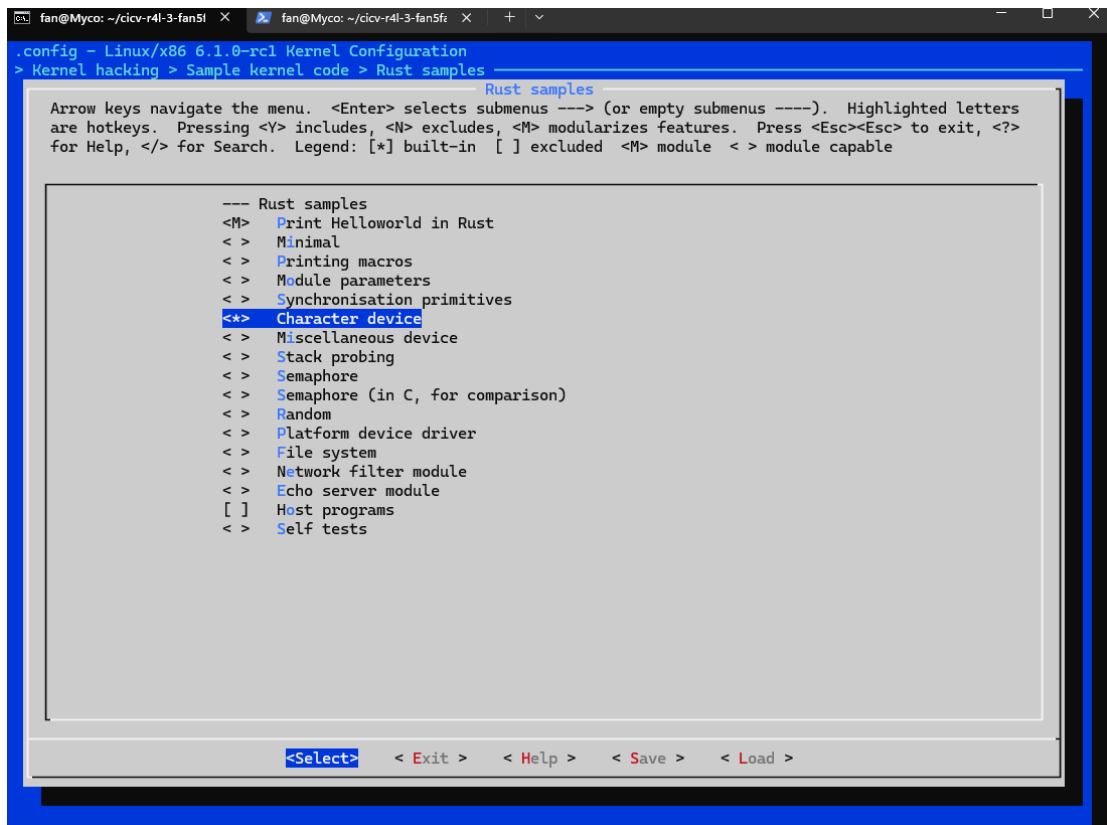 fan@Myco: ~/cicv-r4l-3-fan5f
fan@Myco: ~/cicv-r4l-3-fan5fa
.config - Linux/x86 6.1.0-rc1 Kernel Configuration
> Kernel hacking > Sample kernel code > Rust samples
Rust samples
Arrow keys navigate the menu.  <Enter> selects submenus ---> (or empty submenus ----).  Highlighted letters
are hotkeys.  Pressing <Y> includes, <N> excludes, <M> modularizes features.  Press <Esc><Esc> to exit, <?>
for Help, </> for Search.  Legend: [*] built-in  [ ] excluded  <M> module  < > module capable
--- Rust samples
<M>   Print Helloworld in Rust
< >   Minimal
< >   Printing macros
< >   Module parameters
< >   Synchronisation primitives
<*>   Character device
< >   Miscellaneous device
< >   Stack probing
< >   Semaphore
< >   Semaphore (in C, for comparison)
< >   Random
< >   Platform device driver
< >   File system
< >   Network filter module
< >   Echo server module
[ ]   Host programs
< >   Self tests
<Select>    < Exit >    < Help >    < Save >    < Load >